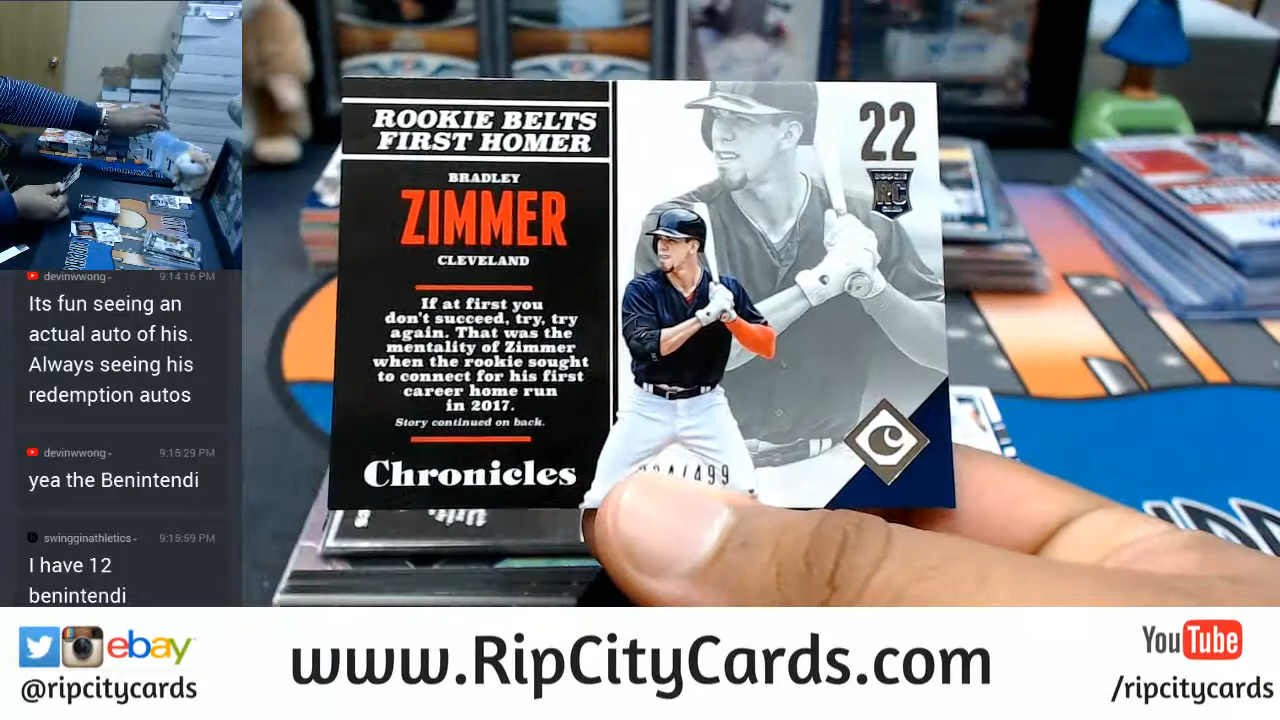 devinwwong
9:14:16 PM
Its fun seeing an
actual auto of his.
Always seeing his
redemption autos
devinwwong
9:15:29 PM
yea the Benintendi
swingginathletics
9:15:59 PM
I have 12
benintendi
ROOKIE BELTS
FIRST HOMER
BRADLEY
ZIMMER
CLEVELAND
If at first you
don't succeed, try, try
again. That was the
mentality of Zimmer
when the rookie sought
to connect for his first
career home run
in 2017.
Story continued on back.
Chronicles
22
ROOKIE
RC
CARD
C
/499
ebay
@ripcitycards
www.RipCityCards.com
YouTube
/ripcitycards